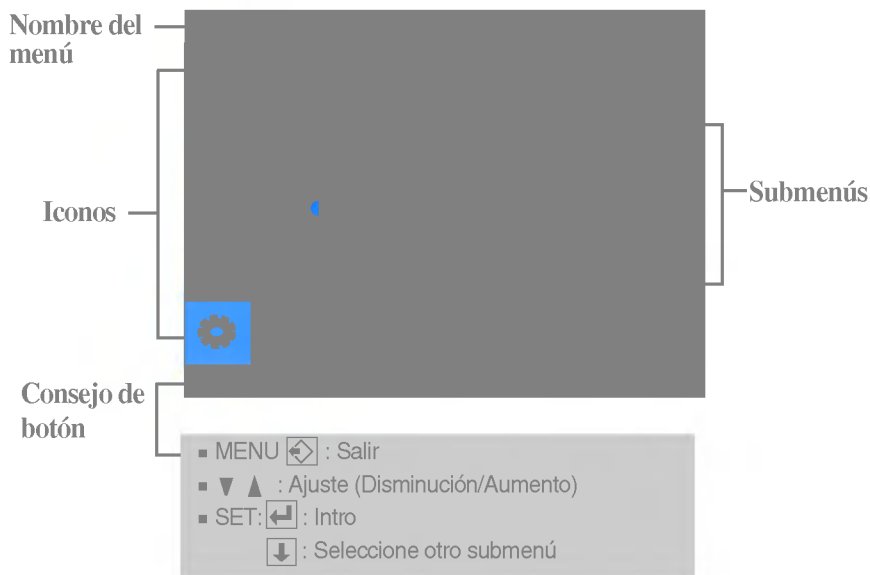 Nombre del
menú
Iconos
Submenús
Consejo de
botón
MENU : Salir
▼ ▲ : Ajuste (Disminución/Aumento)
SET: : Intro
: Seleccione otro submenú